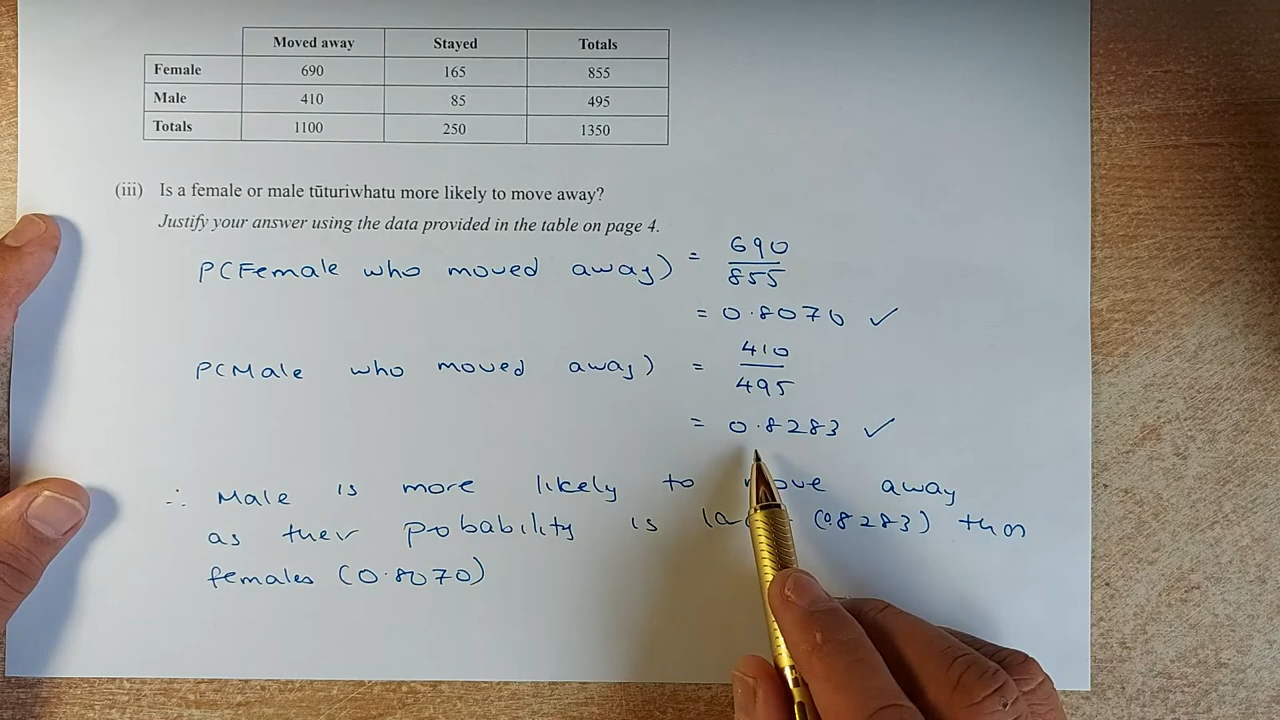 Moved away Stayed Totals
Female 690 165 855
Male 410 85 495
Totals 1100 250 1350
(iii) Is a female or male tūturiwhatu more likely to move away?
Justify your answer using the data provided in the table on page 4.
P(Female who moved away) = 690/855
= 0.8070 ✓
P(Male who moved away) = 410/495
= 0.8283 ✓
∴ Male is more likely to move away
as their probability is (0.8283) than
females (0.8070)